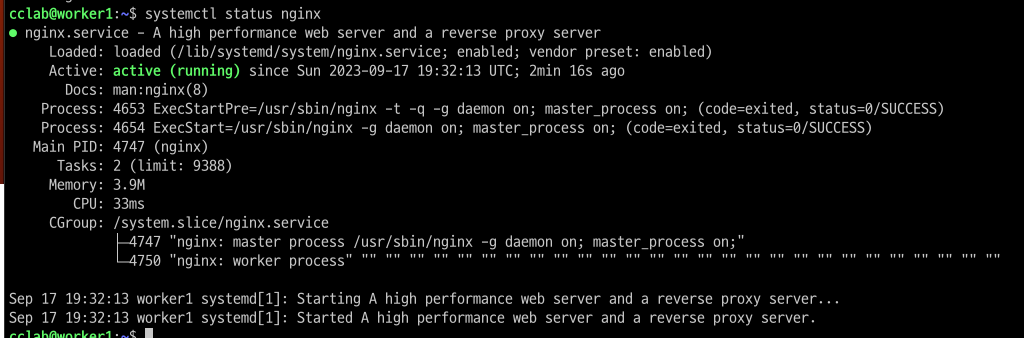 cclab@worker1:~$ systemctl status nginx
● nginx.service - A high performance web server and a reverse proxy server
Loaded: loaded (/lib/systemd/system/nginx.service; enabled; vendor preset: enabled)
Active: active (running) since Sun 2023-09-17 19:32:13 UTC; 2min 16s ago
Docs: man:nginx(8)
Process: 4653 ExecStartPre=/usr/sbin/nginx -t -q -g daemon on; master_process on; (code=exited, status=0/SUCCESS)
Process: 4654 ExecStart=/usr/sbin/nginx -g daemon on; master_process on; (code=exited, status=0/SUCCESS)
Main PID: 4747 (nginx)
Tasks: 2 (limit: 9388)
Memory: 3.9M
CPU: 33ms
CGroup: /system.slice/nginx.service
├─4747 "nginx: master process /usr/sbin/nginx -g daemon on; master_process on;"
└─4750 "nginx: worker process" "" "" "" "" "" "" "" "" "" "" "" "" "" "" "" "" "" "" "" "" "" "" "" "" "" "" ""
Sep 17 19:32:13 worker1 systemd[1]: Starting A high performance web server and a reverse proxy server...
Sep 17 19:32:13 worker1 systemd[1]: Started A high performance web server and a reverse proxy server.
cclab@worker1:~$